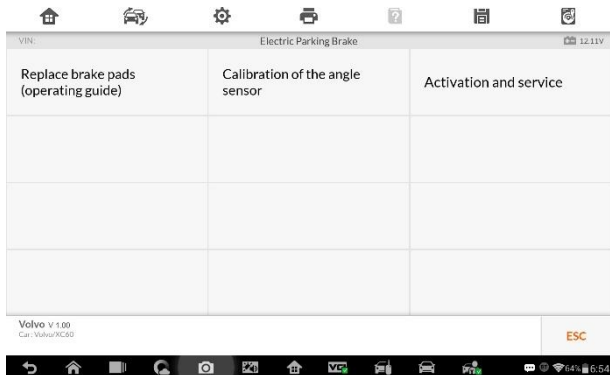 VIN:
Electric Parking Brake
12.11V
Replace brake pads
(operating guide)
Calibration of the angle
sensor
Activation and service
Volvo V 1.00
Car: Volvo/XC60
ESC
64% 6:54